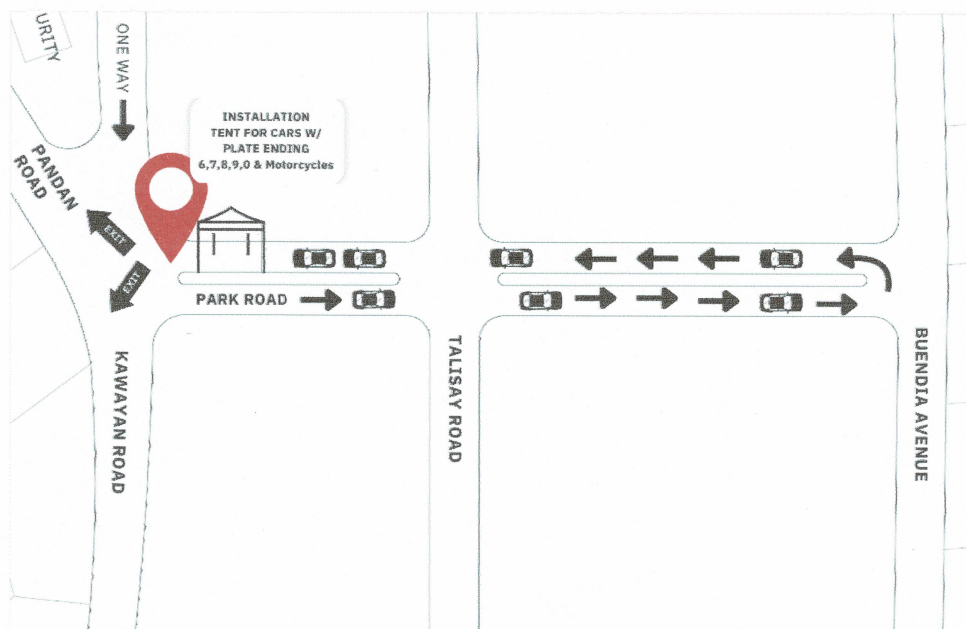 URITY
ONE WAY
INSTALLATION
TENT FOR CARS W/
PLATE ENDING
6,7,8,9,0 & Motorcycles
PANDAN
ROAD
EXIT
EXIT
PARK ROAD
KAWAYAN ROAD
TALISAY ROAD
BUENDIA AVENUE